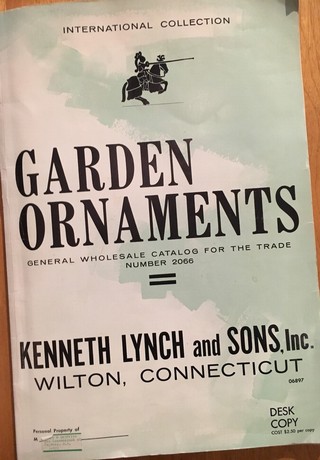 INTERNATIONAL COLLECTION
GARDEN
ORNAMENTS
GENERAL WHOLESALE CATALOG FOR THE TRADE
NUMBER 2066
KENNETH LYNCH and SONS, Inc.
WILTON, CONNECTICUT
06897
DESK
COPY
COST $3.50 per copy
Personal Property of
M